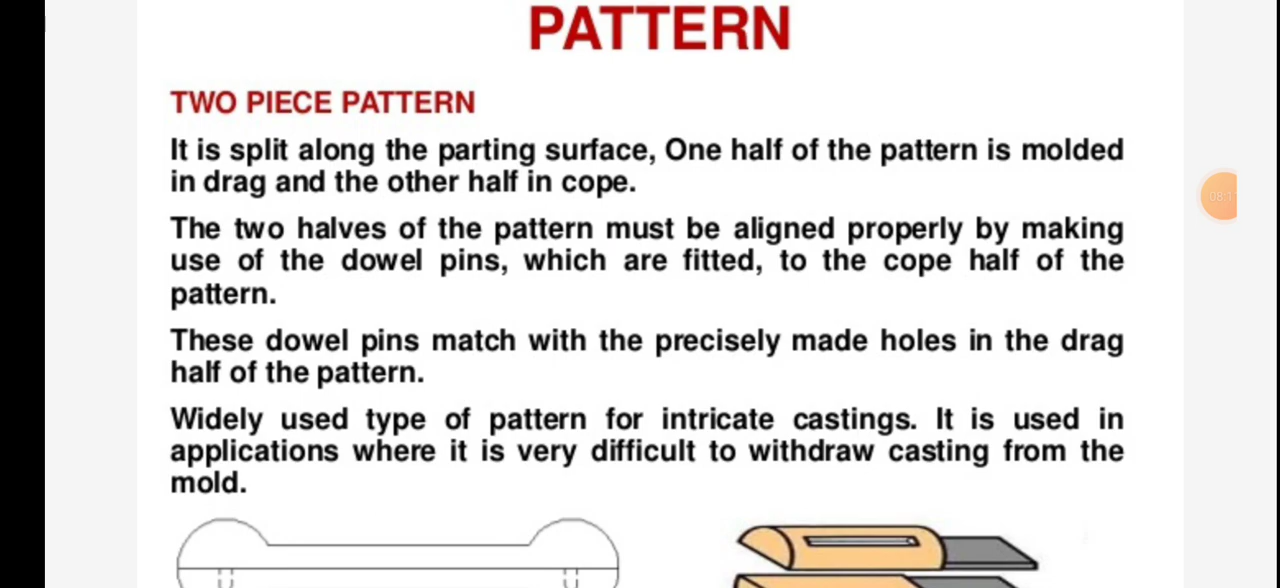 PATTERN
TWO PIECE PATTERN
It is split along the parting surface, One half of the pattern is molded
in drag and the other half in cope.
The two halves of the pattern must be aligned properly by making
use of the dowel pins, which are fitted, to the cope half of the
pattern.
These dowel pins match with the precisely made holes in the drag
half of the pattern.
Widely used type of pattern for intricate castings. It is used in
applications where it is very difficult to withdraw casting from the
mold.